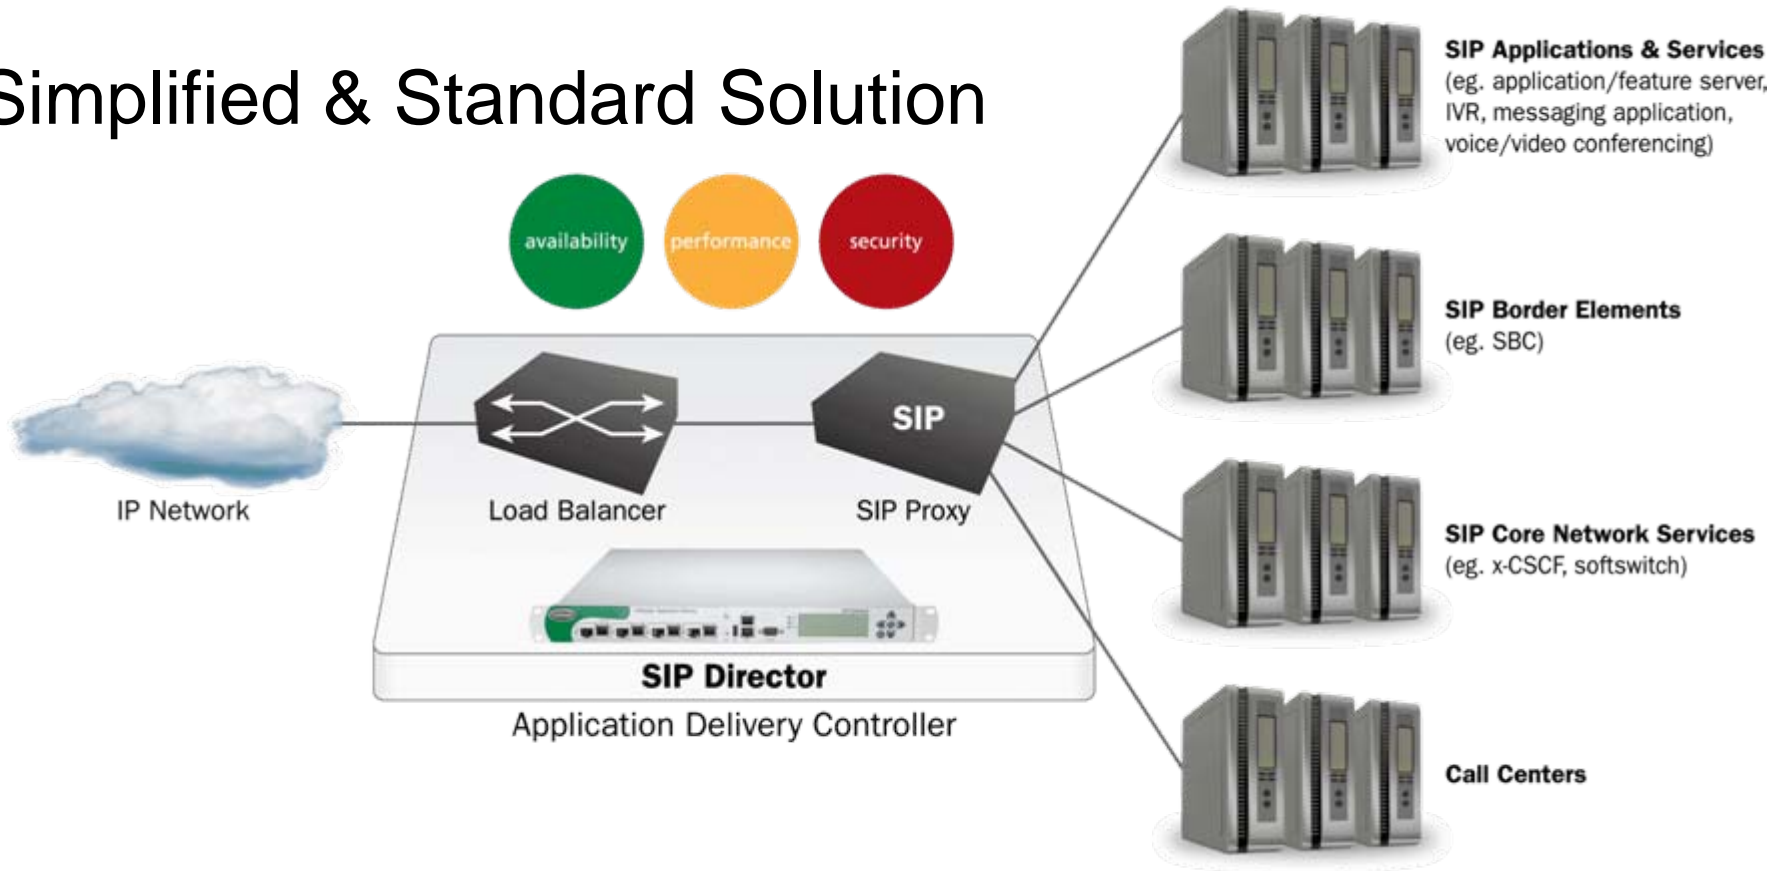 Simplified & Standard Solution
availability
performance
security
SIP Applications & Services
(eg. application/feature server,
IVR, messaging application,
voice/video conferencing)
SIP Border Elements
(eg. SBC)
SIP
IP Network
Load Balancer
SIP Proxy
SIP Core Network Services
(eg. x-CSCF, softswitch)
SIP Director
Application Delivery Controller
Call Centers